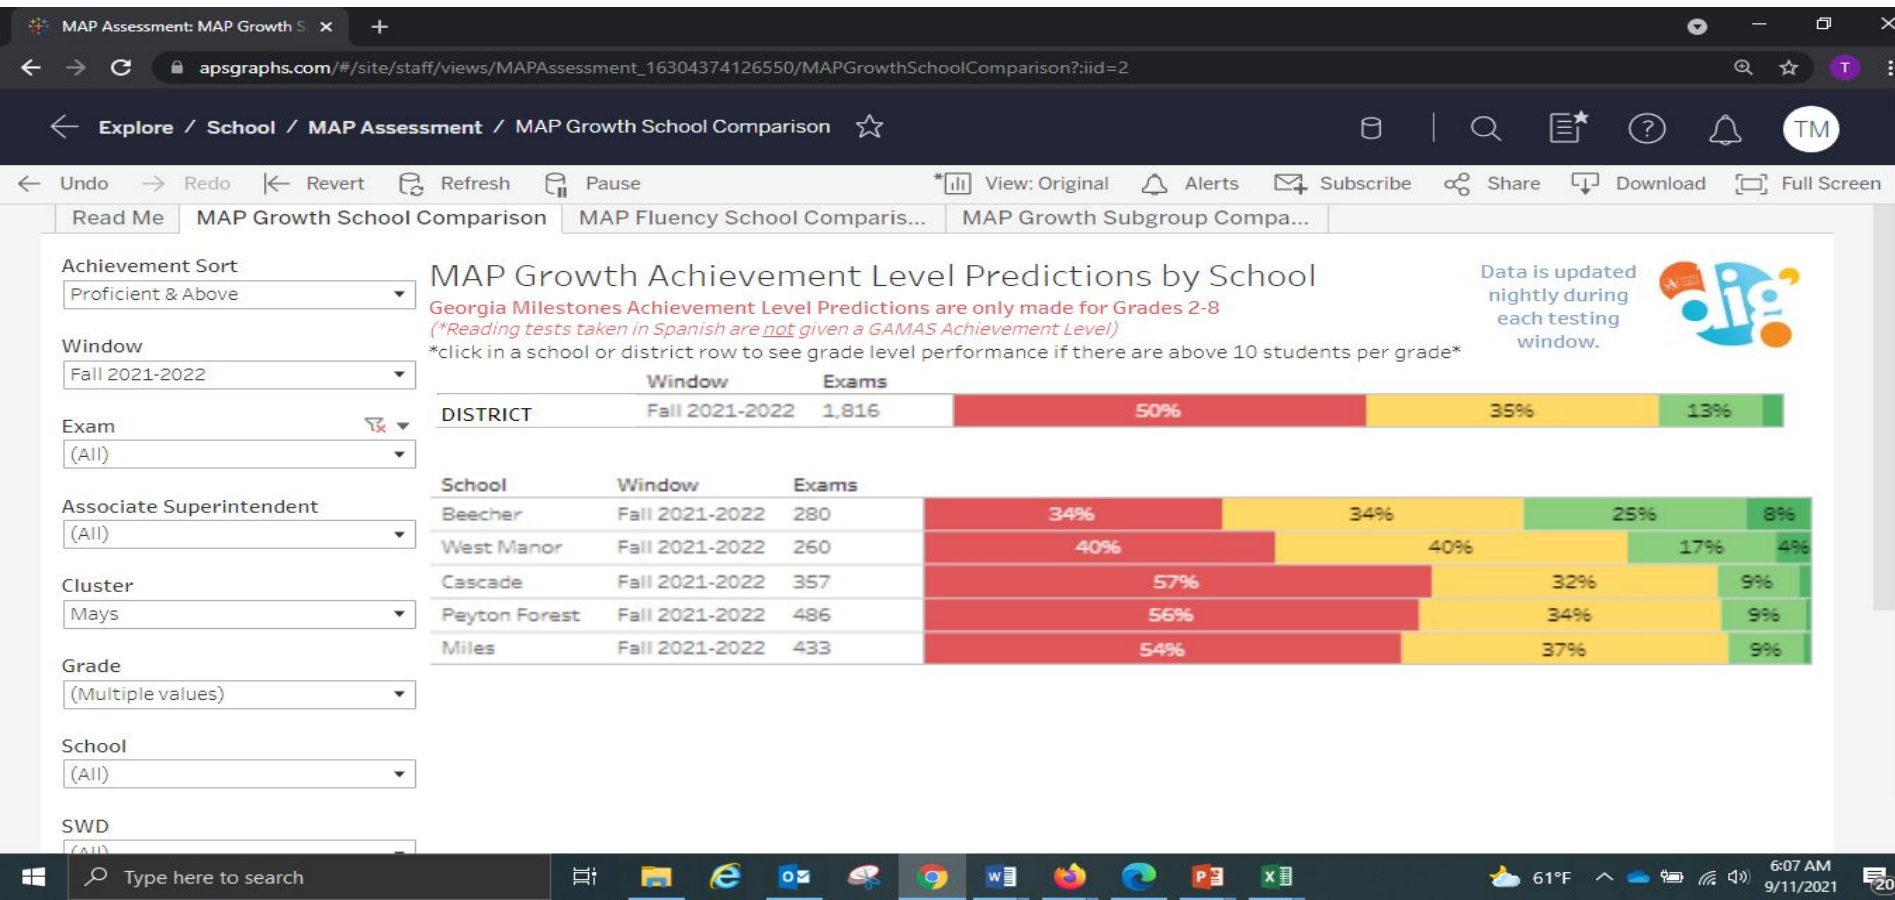 MAP Assessment: MAP Growth S
apsgraphs.com/#/site/staff/views/MAPAssessment_16304374126550/MAPGrowthSchoolComparison?:iid=2
T
Explore / School / MAP Assessment / MAP Growth School Comparison
TM
Undo Redo Revert Refresh Pause View: Original Alerts Subscribe Share Download Full Screen
Read Me MAP Growth School Comparison MAP Fluency School Comparis... MAP Growth Subgroup Compa...
Achievement Sort
Proficient & Above
Window
Fall 2021-2022
Exam
(All)
Associate Superintendent
(All)
Cluster
Mays
Grade
(Multiple values)
School
(All)
SWD
(All)
MAP Growth Achievement Level Predictions by School
Georgia Milestones Achievement Level Predictions are only made for Grades 2-8
(*Reading tests taken in Spanish are not given a GAMAS Achievement Level)
*click in a school or district row to see grade level performance if there are above 10 students per grade*
Data is updated
nightly during
each testing
window.
dig
Window Exams
DISTRICT Fall 2021-2022 1,816 50% 35% 13%
School Window Exams
Beecher Fall 2021-2022 280 34% 34% 25% 8%
West Manor Fall 2021-2022 260 40% 40% 17% 4%
Cascade Fall 2021-2022 357 57% 32% 9%
Peyton Forest Fall 2021-2022 486 56% 34% 9%
Miles Fall 2021-2022 433 54% 37% 9%
Type here to search
61°F
6:07 AM
9/11/2021
20